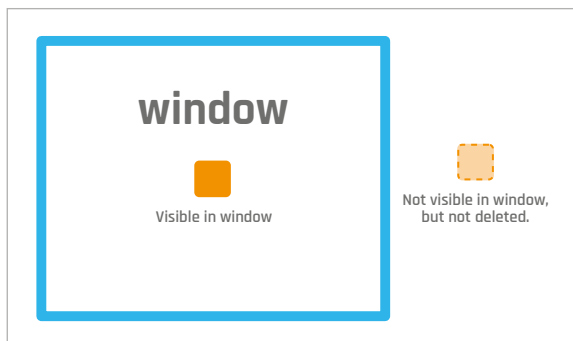 window
Visible in window
Not visible in window,
but not deleted.